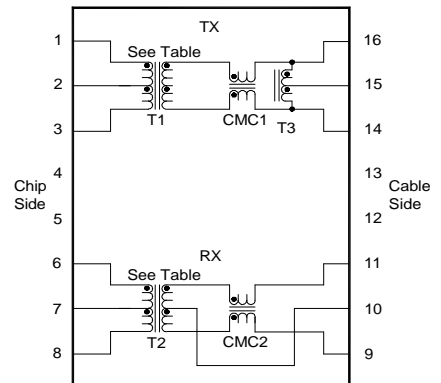 TX
1
16
See Table
2
15
3
T1
CMC1
T3
14
4
13
Chip
Side
Cable
Side
5
12
6
RX
11
See Table
7
10
8
T2
CMC2
9